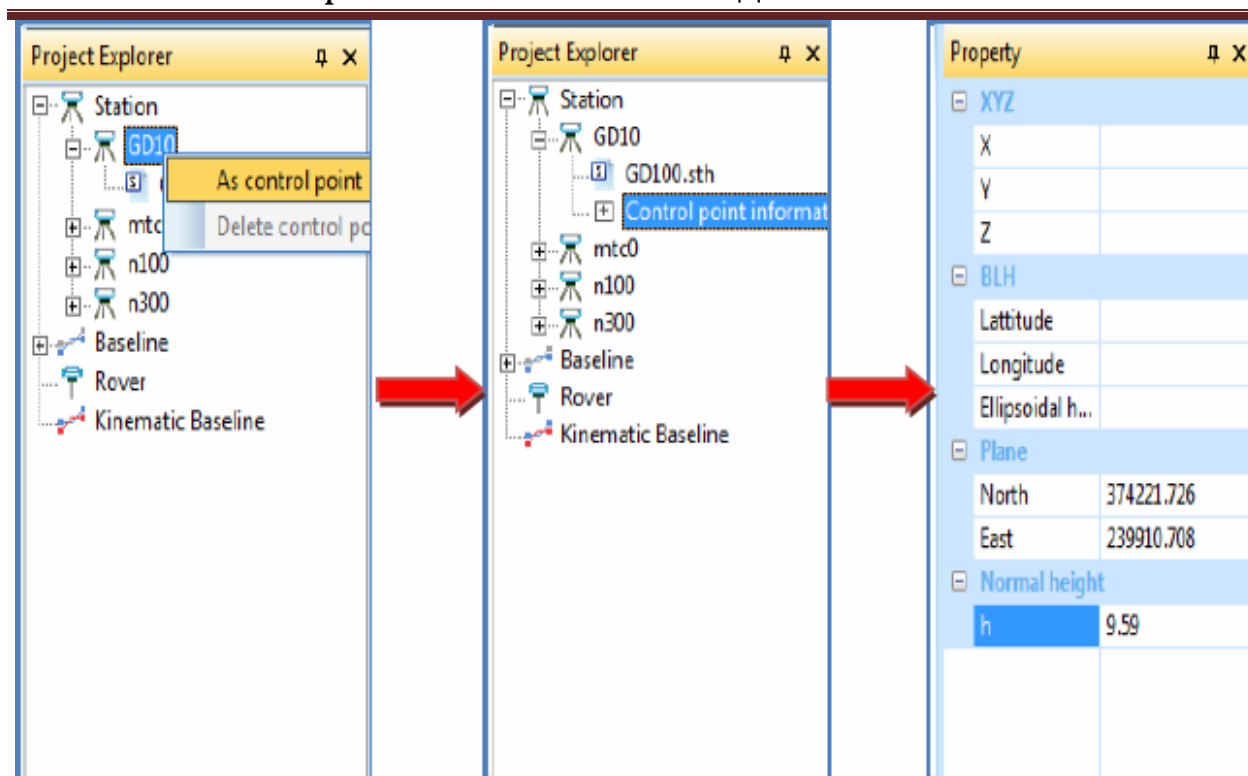 Project Explorer
Station
GD10
As control point
mtc
Delete control po
n100
n300
Baseline
Rover
Kinematic Baseline
Project Explorer
Station
GD10
GD100.sth
Control point informat
mtc0
n100
n300
Baseline
Rover
Kinematic Baseline
Property
XYZ
X
Y
Z
BLH
Lattitude
Longitude
Ellipsoidal h...
Plane
North 374221.726
East 239910.708
Normal height
h 9.59